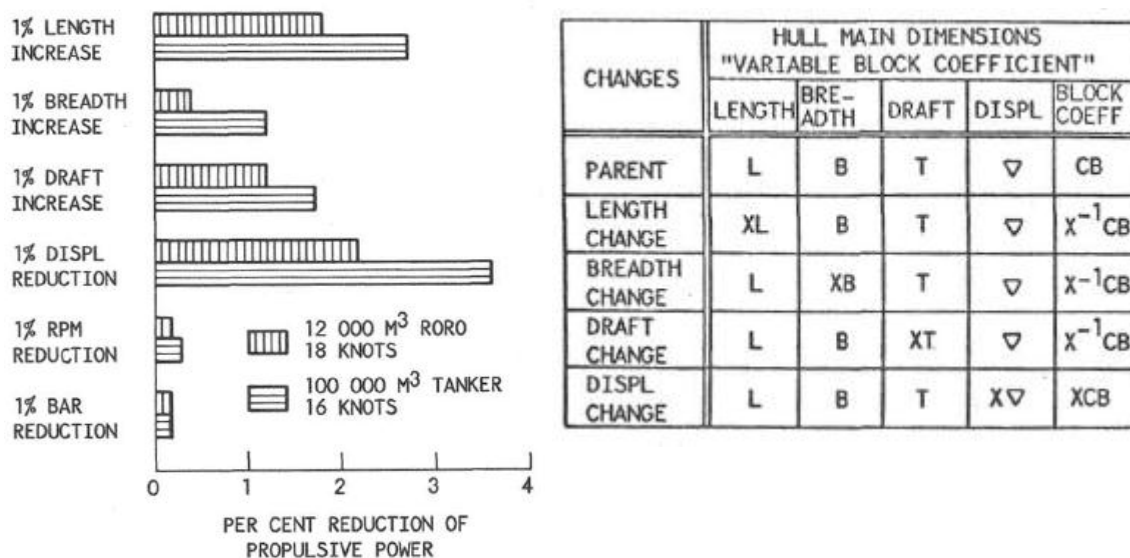 1% LENGTH
INCREASE
1% BREADTH
INCREASE
1% DRAFT
INCREASE
1% DISPL
REDUCTION
1% RPM
REDUCTION
1% BAR
REDUCTION
12 000 M³ RORO
18 KNOTS
100 000 M³ TANKER
16 KNOTS
0 1 2 3 4
PER CENT REDUCTION OF
PROPULSIVE POWER
CHANGES
HULL MAIN DIMENSIONS
"VARIABLE BLOCK COEFFICIENT"
LENGTH BRE-ADTH DRAFT DISPL BLOCK COEFF
PARENT L B T ▽ CB
LENGTH CHANGE XL B T ▽ X⁻¹CB
BREADTH CHANGE L XB T ▽ X⁻¹CB
DRAFT CHANGE L B XT ▽ X⁻¹CB
DISPL CHANGE L B T X▽ XCB